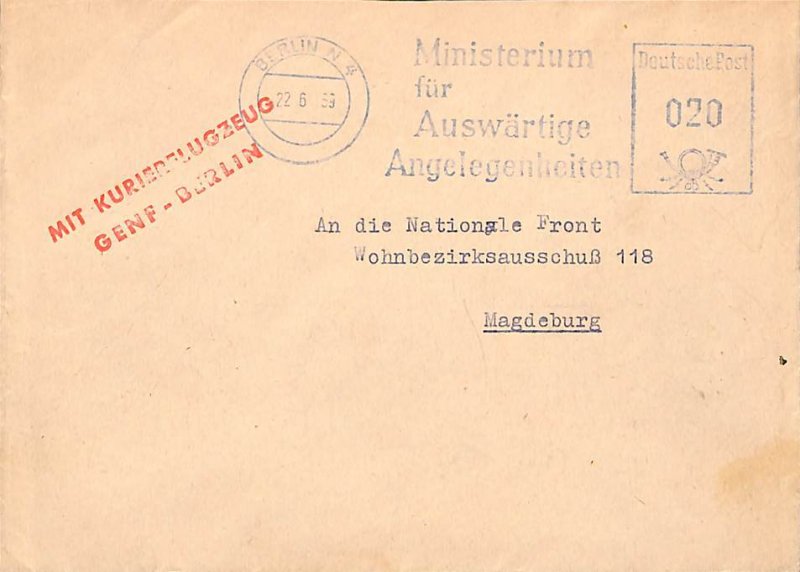 BERLIN N 4
22.6.59
Ministerium
für
Auswärtige
Angelegenheiten
Deutsche Post
020
MIT KURIERFLUGZEUG
GENF - BERLIN
An die Nationale Front
Wohnbezirksausschuß 118
Magdeburg